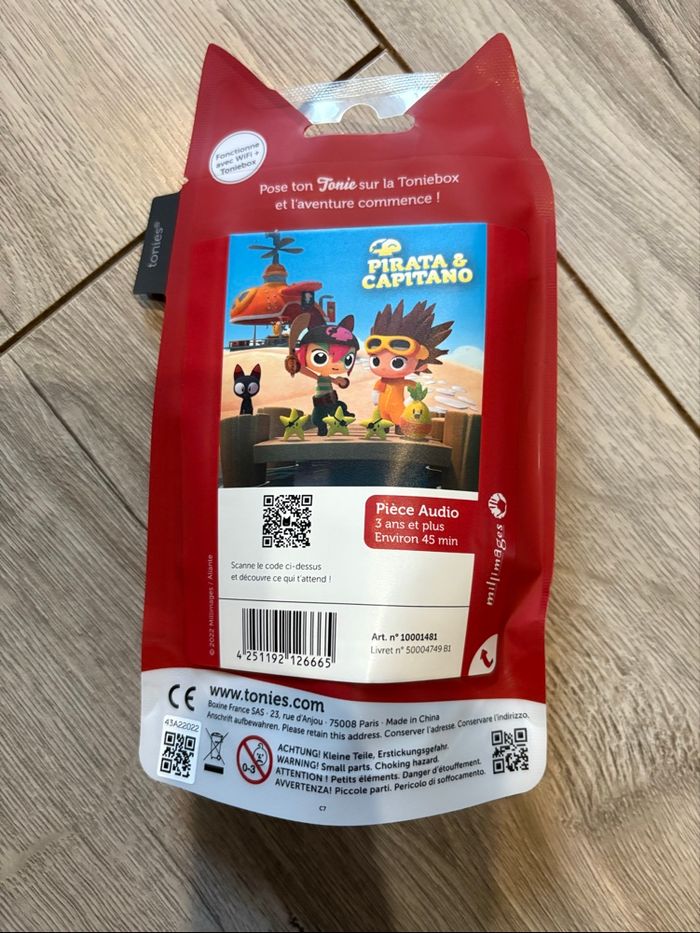 Fonctionne
avec WiFi +
Toniebox
tonies®
Pose ton Tonie sur la Toniebox
et l'aventure commence !
PIRATA &
CAPITANO
Pièce Audio
3 ans et plus
Environ 45 min
Scanne le code ci-dessus
et découvre ce qui t'attend !
millimages
© 2022 Millimages / Aliante
4 251192 126665
Art. n° 10001481
Livret n° 50004749 B1
CE
www.tonies.com
Boxine France SAS · 23, rue d'Anjou · 75008 Paris · Made in China
Anschrift aufbewahren. Please retain this address. Conserver l'adresse. Conservare l'indirizzo.
43A22022
0-3
ACHTUNG! Kleine Teile, Erstickungsgefahr.
WARNING! Small parts. Choking hazard.
ATTENTION ! Petits éléments. Danger d'étouffement.
AVVERTENZA! Piccole parti. Pericolo di soffocamento.
C7